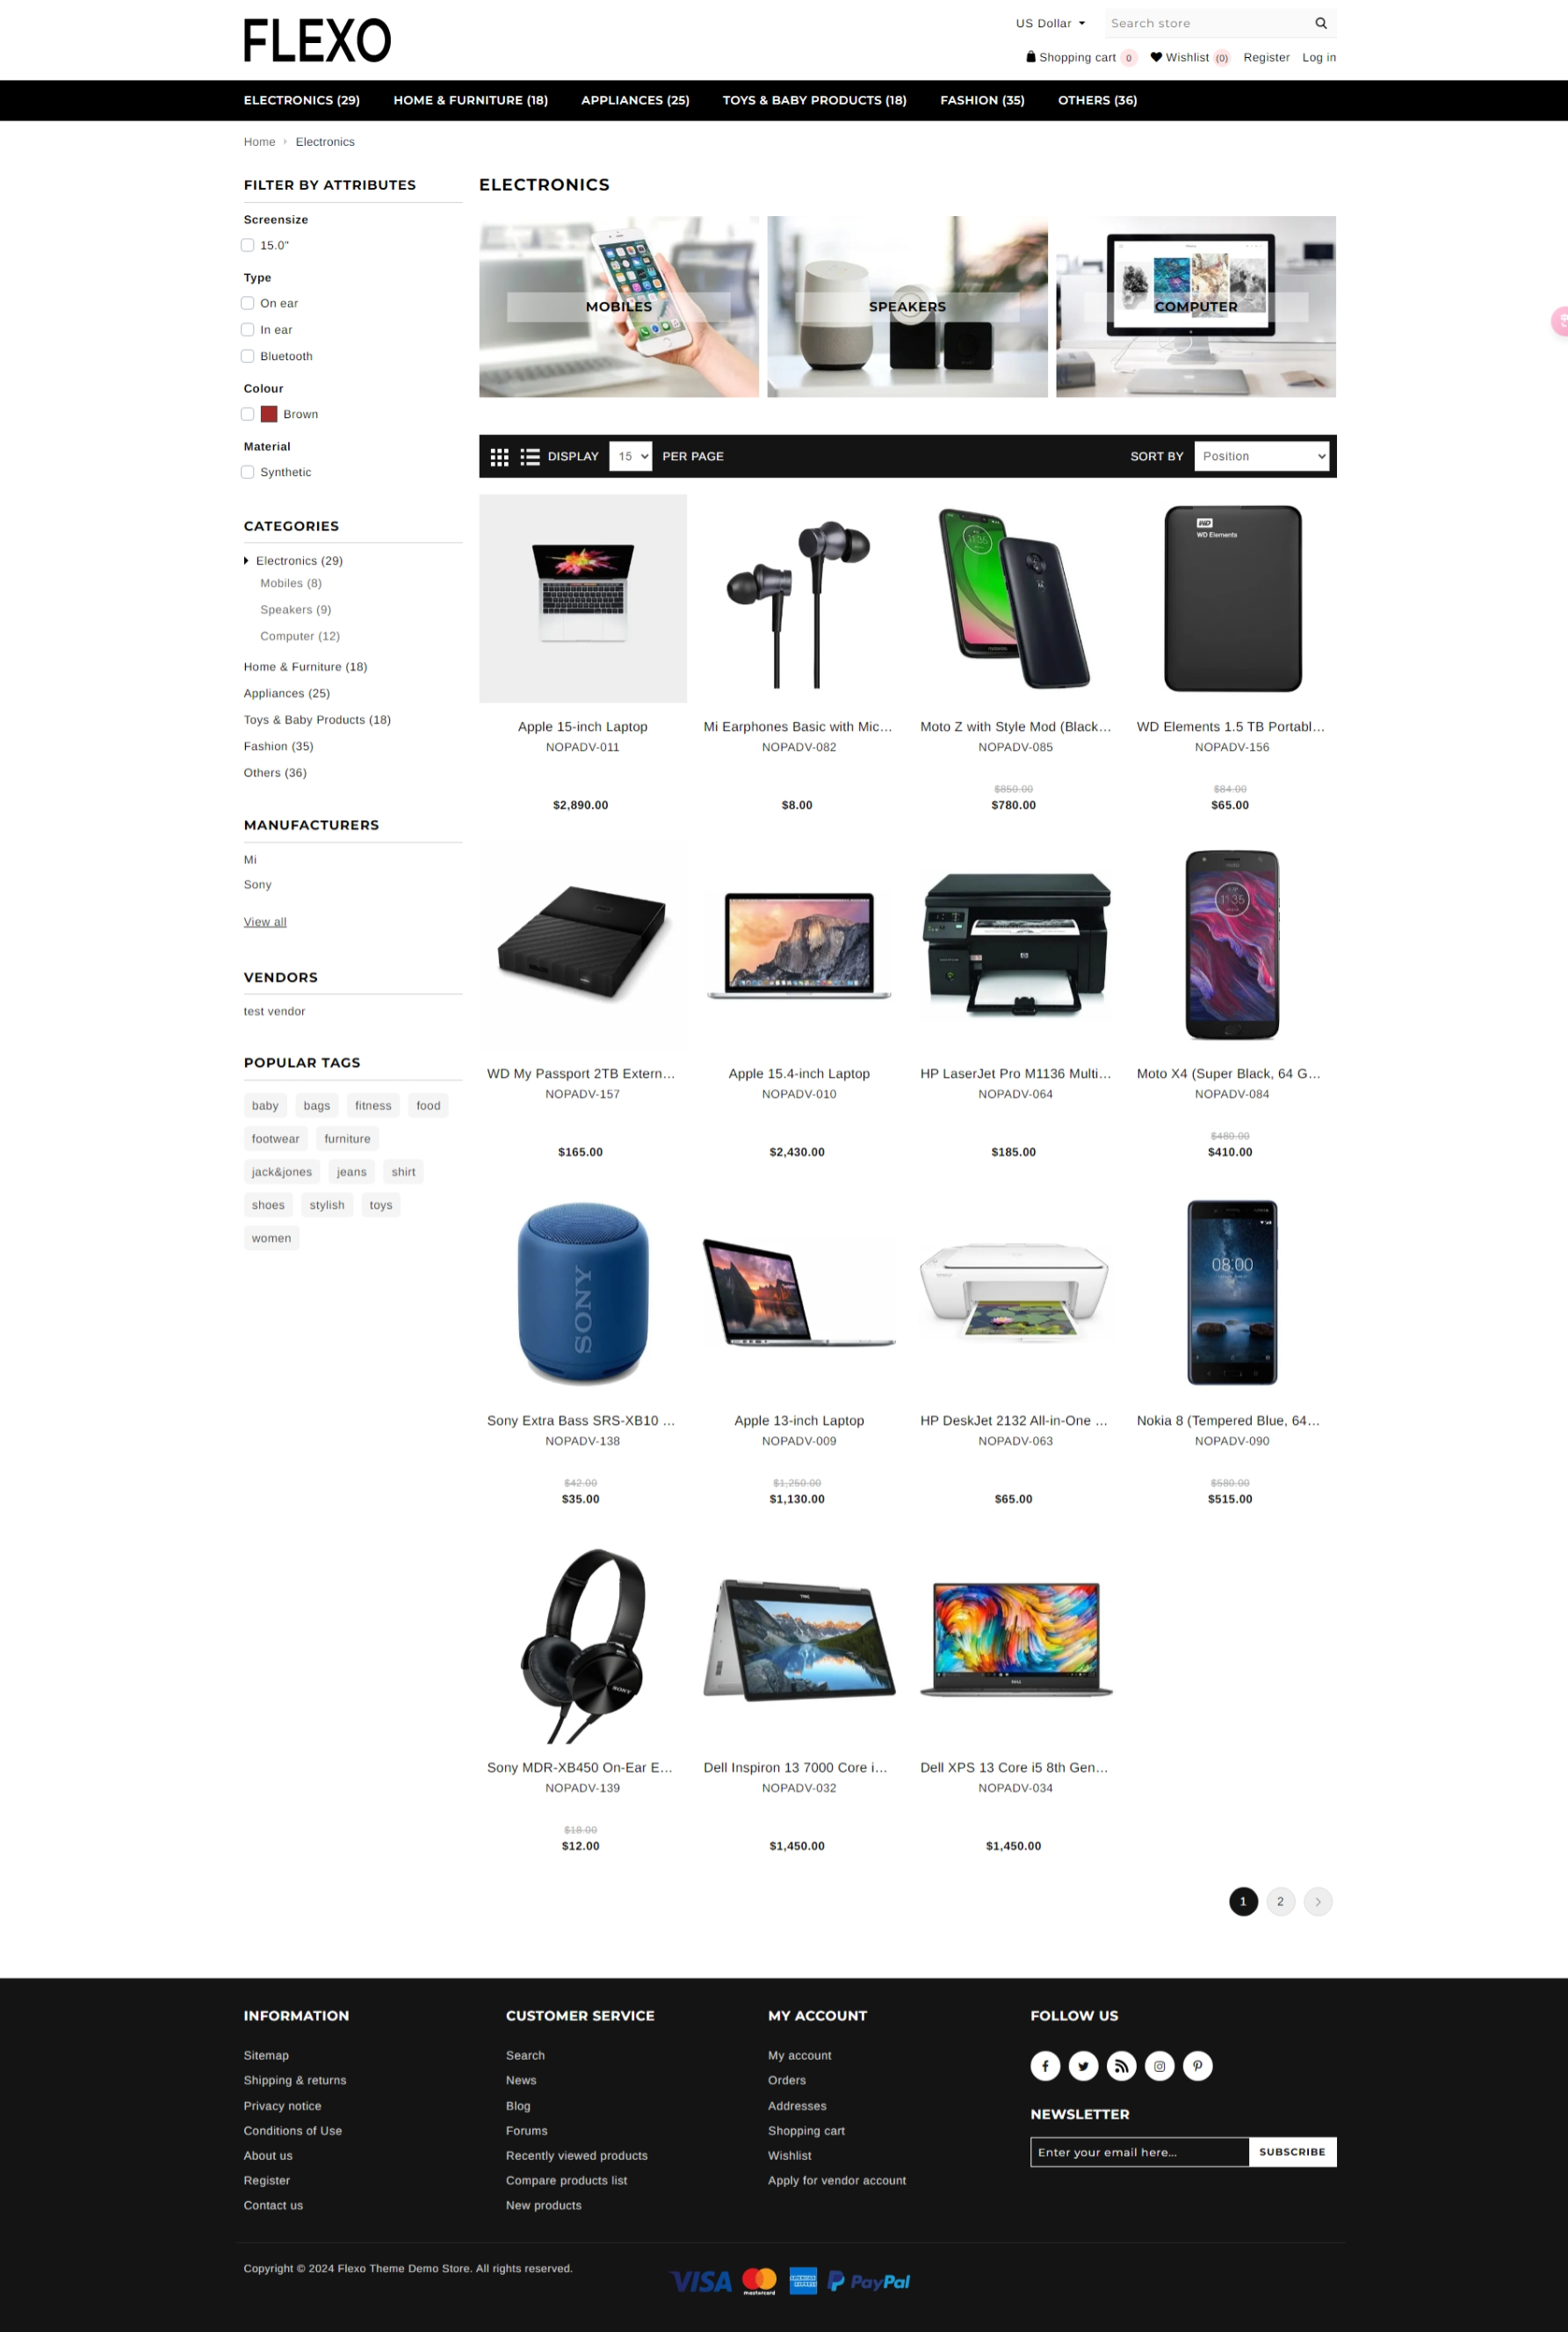 FLEXO
US Dollar
Search store
Shopping cart 0
Wishlist (0)
Register
Log in
ELECTRONICS (29)
HOME & FURNITURE (18)
APPLIANCES (25)
TOYS & BABY PRODUCTS (18)
FASHION (35)
OTHERS (36)
Home
Electronics
FILTER BY ATTRIBUTES
Screensize
15.0"
Type
On ear
In ear
Bluetooth
Colour
Brown
Material
Synthetic
CATEGORIES
Electronics (29)
Mobiles (8)
Speakers (9)
Computer (12)
Home & Furniture (18)
Appliances (25)
Toys & Baby Products (18)
Fashion (35)
Others (36)
MANUFACTURERS
Mi
Sony
View all
VENDORS
test vendor
POPULAR TAGS
baby bags fitness food
footwear furniture
jack&jones jeans shirt
shoes stylish toys
women
ELECTRONICS
MOBILES
SPEAKERS
COMPUTER
DISPLAY 15 PER PAGE
SORT BY Position
WD
WD Elements
11:35
Apple 15-inch Laptop
NOPADV-011
$2,890.00
Mi Earphones Basic with Mic...
NOPADV-082
$8.00
Moto Z with Style Mod (Black...
NOPADV-085
$850.00
$780.00
WD Elements 1.5 TB Portabl...
NOPADV-156
$84.00
$65.00
11:35
WD My Passport 2TB Extern...
NOPADV-157
$165.00
Apple 15.4-inch Laptop
NOPADV-010
$2,430.00
HP LaserJet Pro M1136 Multi...
NOPADV-064
$185.00
Moto X4 (Super Black, 64 G...
NOPADV-084
$480.00
$410.00
SONY
08:00
Sony Extra Bass SRS-XB10 ...
NOPADV-138
$42.00
$35.00
Apple 13-inch Laptop
NOPADV-009
$1,250.00
$1,130.00
HP DeskJet 2132 All-in-One ...
NOPADV-063
$65.00
Nokia 8 (Tempered Blue, 64...
NOPADV-090
$580.00
$515.00
SONY
DELL
Sony MDR-XB450 On-Ear E...
NOPADV-139
$18.00
$12.00
Dell Inspiron 13 7000 Core i...
NOPADV-032
$1,450.00
Dell XPS 13 Core i5 8th Gen...
NOPADV-034
$1,450.00
1
2
INFORMATION
Sitemap
Shipping & returns
Privacy notice
Conditions of Use
About us
Register
Contact us
CUSTOMER SERVICE
Search
News
Blog
Forums
Recently viewed products
Compare products list
New products
MY ACCOUNT
My account
Orders
Addresses
Shopping cart
Wishlist
Apply for vendor account
FOLLOW US
NEWSLETTER
Enter your email here...
SUBSCRIBE
Copyright © 2024 Flexo Theme Demo Store. All rights reserved.
VISA
mastercard
AMERICAN EXPRESS
PayPal